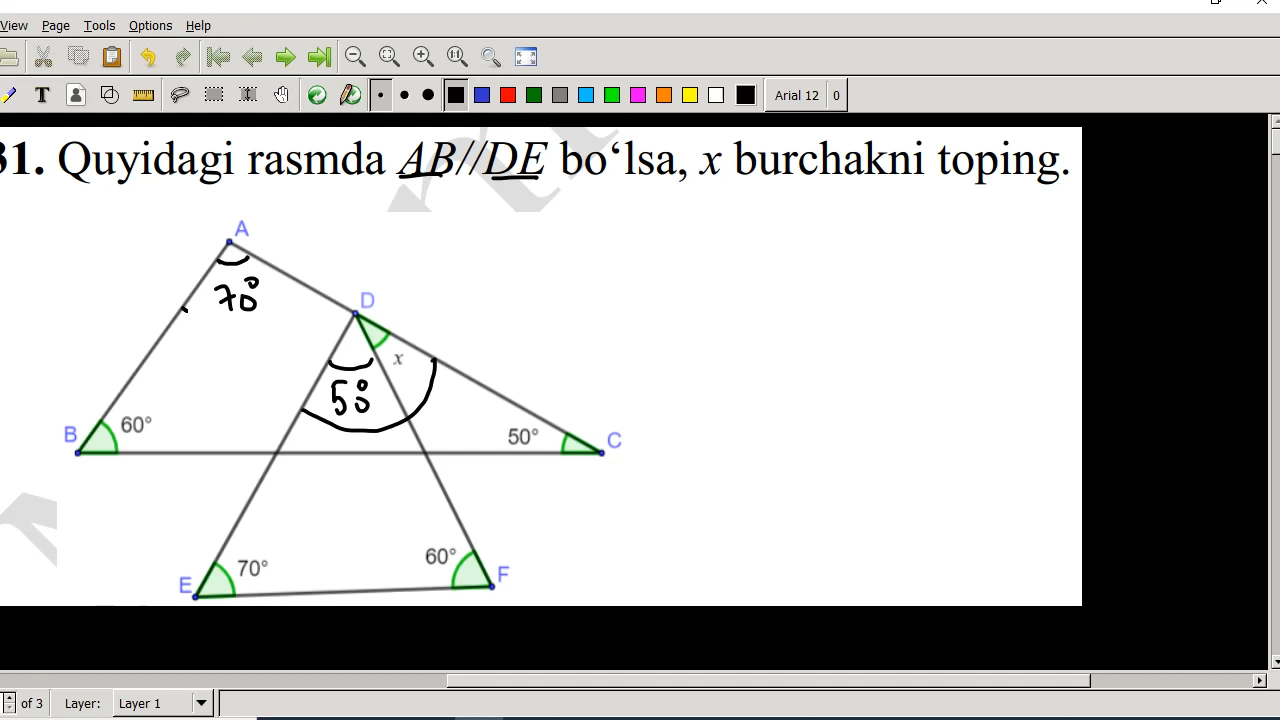 View Page Tools Options Help
Arial 12 0
31. Quyidagi rasmda AB//DE bo‘lsa, x burchakni toping.
A
70°
D
x
50°
B
60°
50°
C
E
70°
60°
F
of 3 Layer: Layer 1